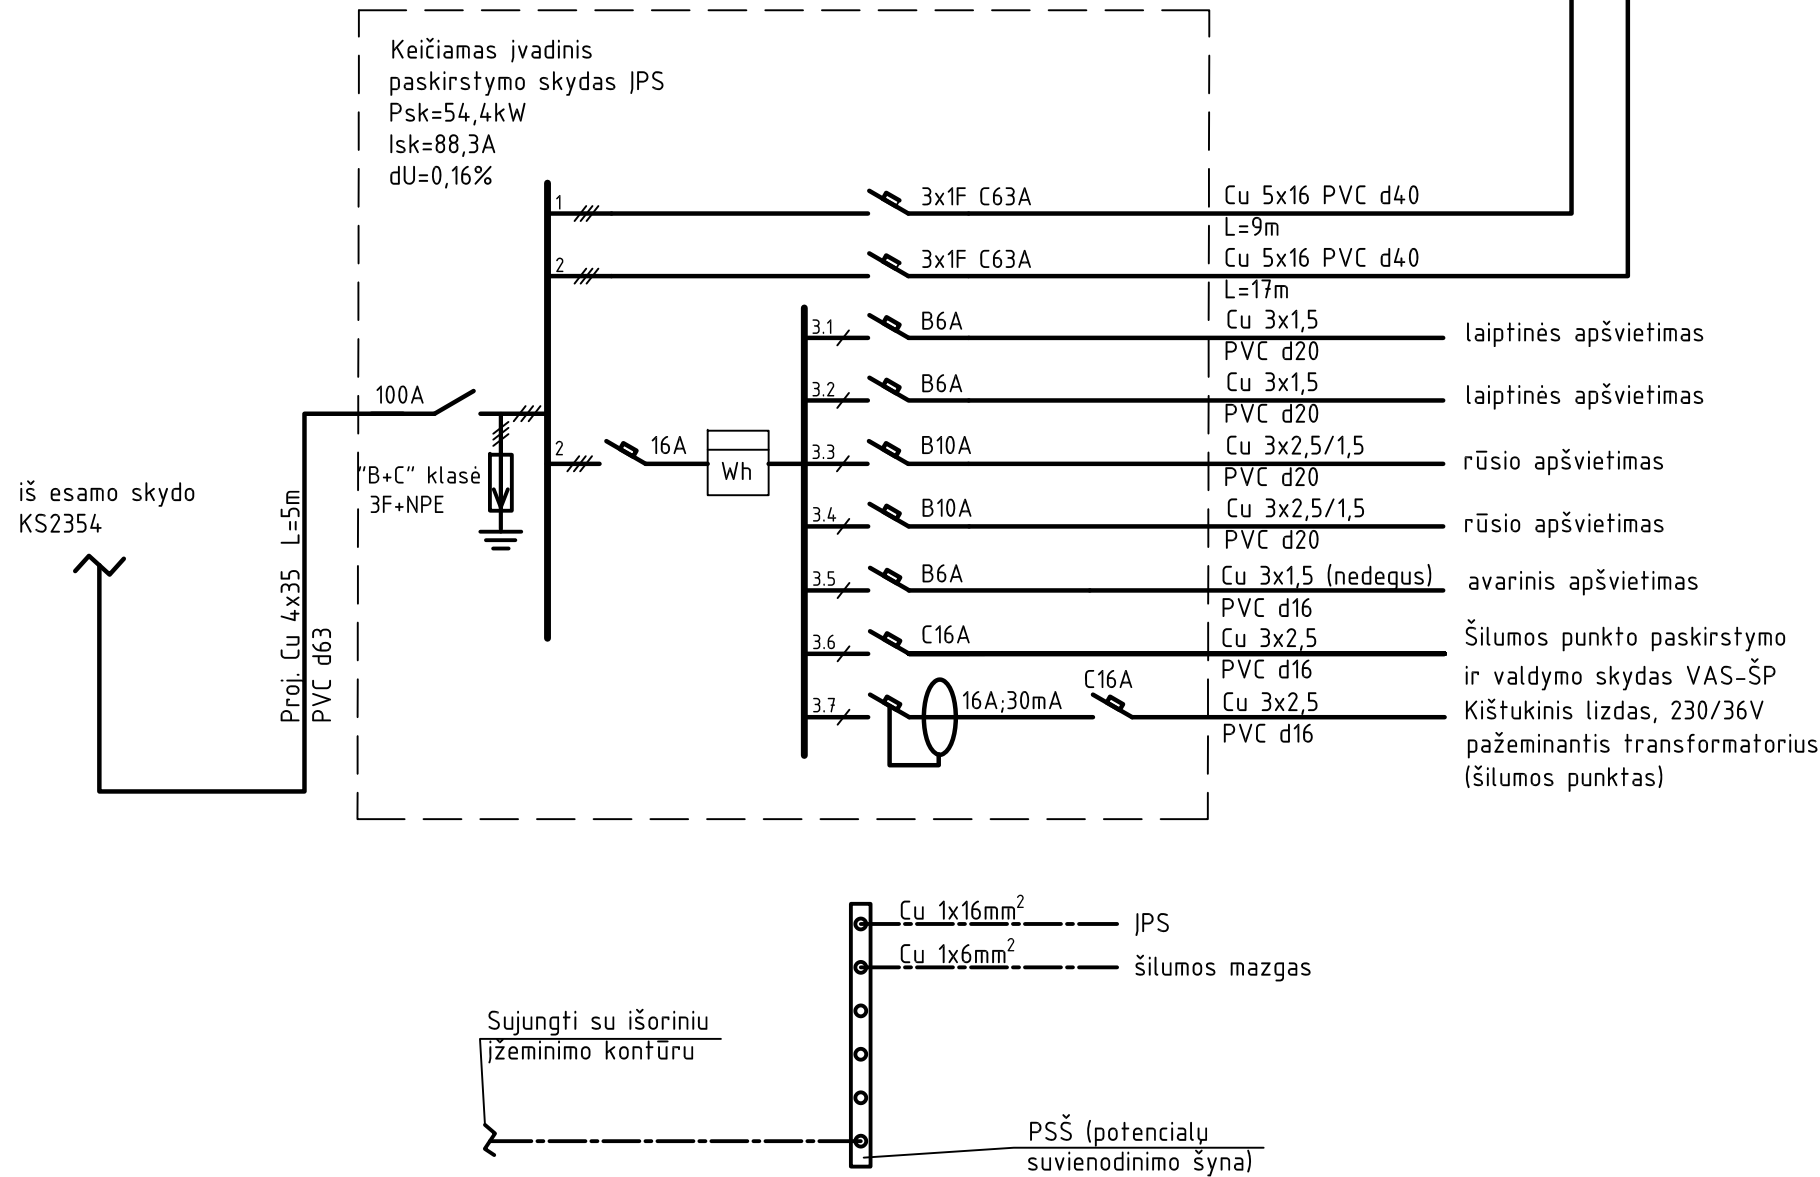 Keičiamas įvadinis
paskirstymo skydas ĮPS
Psk=54,4kW
Isk=88,3A
dU=0,16%
1
3x1F C63A
Cu 5x16 PVC d40
L=9m
2
3x1F C63A
Cu 5x16 PVC d40
L=17m
3.1
B6A
Cu 3x1,5
PVC d20
laiptinės apšvietimas
3.2
B6A
Cu 3x1,5
PVC d20
laiptinės apšvietimas
100A
2
16A
Wh
3.3
B10A
Cu 3x2,5/1,5
PVC d20
rūsio apšvietimas
"B+C" klasė
3F+NPE
iš esamo skydo
KS2354
Proj. Cu 4x35 L=5m
PVC d63
3.4
B10A
Cu 3x2,5/1,5
PVC d20
rūsio apšvietimas
3.5
B6A
Cu 3x1,5 (nedegus)
PVC d16
avarinis apšvietimas
3.6
C16A
Cu 3x2,5
PVC d16
Šilumos punkto paskirstymo
ir valdymo skydas VAS-ŠP
3.7
16A;30mA
C16A
Cu 3x2,5
PVC d16
Kištukinis lizdas, 230/36V
pažeminantis transformatorius
(šilumos punktas)
Cu 1x16mm²
ĮPS
Cu 1x6mm²
šilumos mazgas
Sujungti su išoriniu
įžeminimo kontūru
PSŠ (potencialų
suvienodinimo šyna)